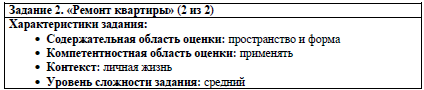 Задание 2. «Ремонт квартиры» (2 из 2)
Характеристики задания:
• Содержательная область оценки: пространство и форма
• Компетентностная область оценки: применять
• Контекст: личная жизнь
• Уровень сложности задания: средний